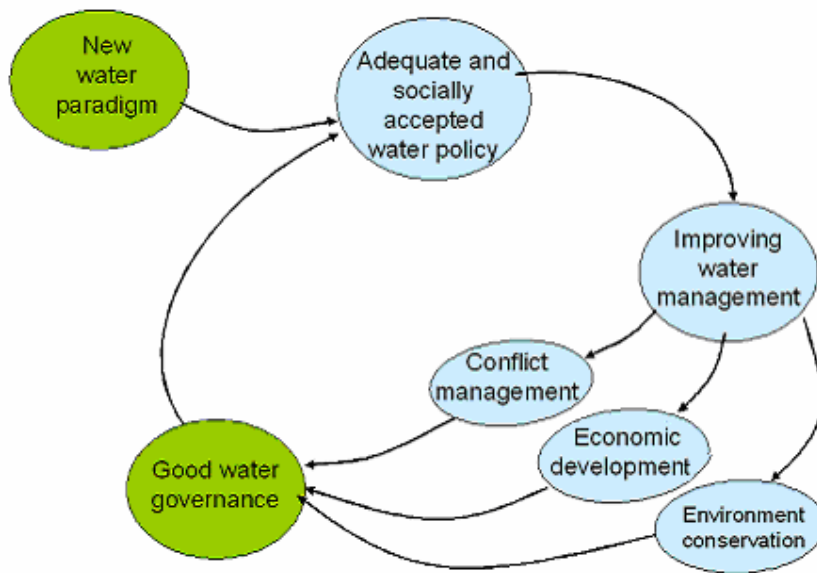 New
water
paradigm
Adequate and
socially
accepted
water policy
Improving
water
management
Conflict
management
Economic
development
Good water
governance
Environment
conservation